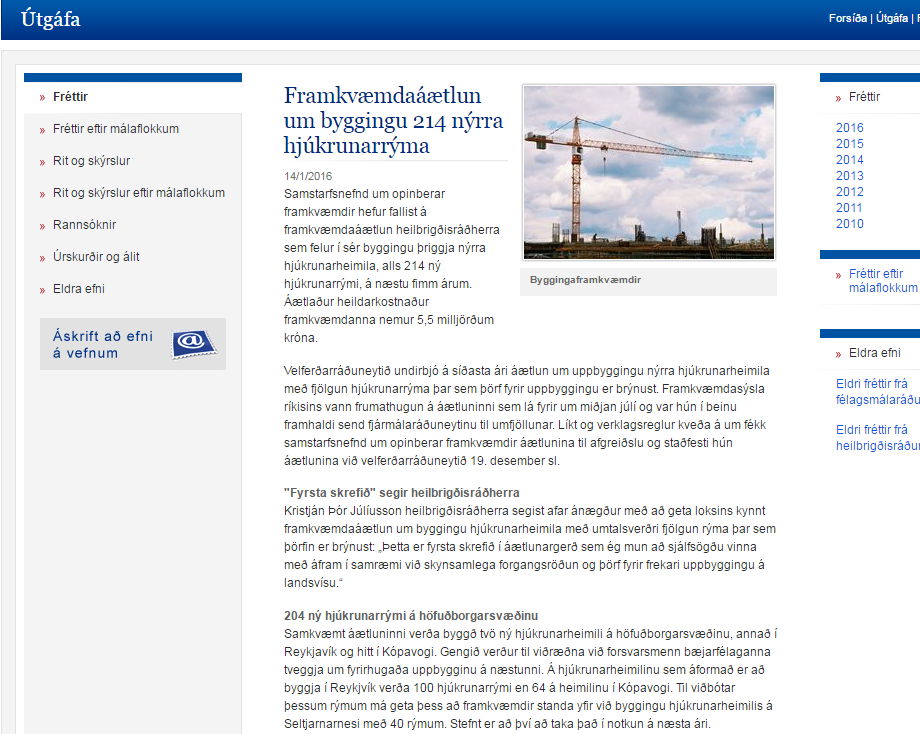 Útgáfa
Forsíða | Útgáfa |
» Fréttir
» Fréttir eftir málaflokkum
» Rit og skýrslur
» Rit og skýrslur eftir málaflokkum
» Rannsóknir
» Úrskurðir og álit
» Eldra efni
Áskrift að efni
á vefnum
@
Framkvæmdaáætlun
um byggingu 214 nýrra
hjúkrunarrýma
14/1/2016
Samstarfsnefnd um opinberar
framkvæmdir hefur fallist á
framkvæmdaáætlun heilbrigðisráðherra
sem felur í sér byggingu þriggja nýrra
hjúkrunarheimila, alls 214 ný
hjúkrunarrými, á næstu fimm árum.
Áætlaður heildarkostnaður
framkvæmdanna nemur 5,5 milljörðum
króna.
Byggingaframkvæmdir
Velferðarráðuneytið undirbjó á síðasta ári áætlun um uppbyggingu nýrra hjúkrunarheimila
með fjölgun hjúkrunarrýma þar sem þörf fyrir uppbyggingu er brýnust. Framkvæmdasýsla
ríkisins vann frumathugun á áætluninni sem lá fyrir um miðjan júlí og var hún í beinu
framhaldi send fjármálaráðuneytinu til umfjöllunar. Líkt og verklagsreglur kveða á um fékk
samstarfsnefnd um opinberar framkvæmdir áætlunina til afgreiðslu og staðfesti hún
áætlunina við velferðarráðuneytið 19. desember sl.
"Fyrsta skrefið" segir heilbrigðisráðherra
Kristján Þór Júlíusson heilbrigðisráðherra segist afar ánægður með að geta loksins kynnt
framkvæmdaáætlun um byggingu hjúkrunarheimila með umtalsverðri fjölgun rýma þar sem
þörfin er brýnust: „Þetta er fyrsta skrefið í áætlunargerð sem ég mun að sjálfsögðu vinna
með áfram í samræmi við skynsamlega forgangsröðun og þörf fyrir frekari uppbyggingu á
landsvísu.“
204 ný hjúkrunarrými á höfuðborgarsvæðinu
Samkvæmt áætluninni verða byggð tvö ný hjúkrunarheimili á höfuðborgarsvæðinu, annað í
Reykjavík og hitt í Kópavogi. Gengið verður til viðræðna við forsvarsmenn bæjarfélaganna
tveggja um fyrirhugaða uppbygginu á næstunni. Á hjúkrunarheimilinu sem áformað er að
byggja í Reykjvík verða 100 hjúkrunarrými en 64 á heimilinu í Kópavogi. Til viðbótar
þessum rýmum má geta þess að framkvæmdir standa yfir við byggingu hjúkrunarheimilis á
Seltjarnarnesi með 40 rýmum. Stefnt er að því að taka það í notkun á næsta ári.
» Fréttir
2016
2015
2014
2013
2012
2011
2010
» Fréttir eftir
málaflokkum
» Eldra efni
Eldri fréttir frá
félagsmálaráðu
Eldri fréttir frá
heilbrigðisráðu